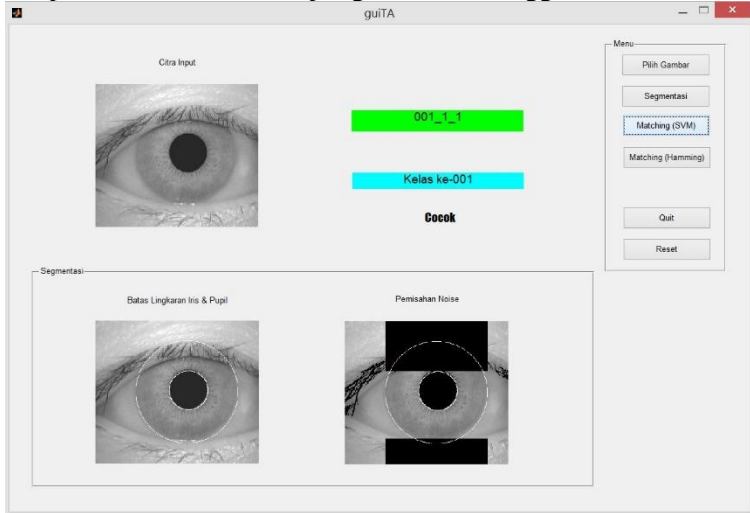 guiTA
Citra Input
001_1_1
Kelas ke-001
Cocok
Menu
Pilih Gambar
Segmentasi
Matching (SVM)
Matching (Hamming)
Quit
Reset
Segmentasi
Batas Lingkaran Iris & Pupil
Pemisahan Noise